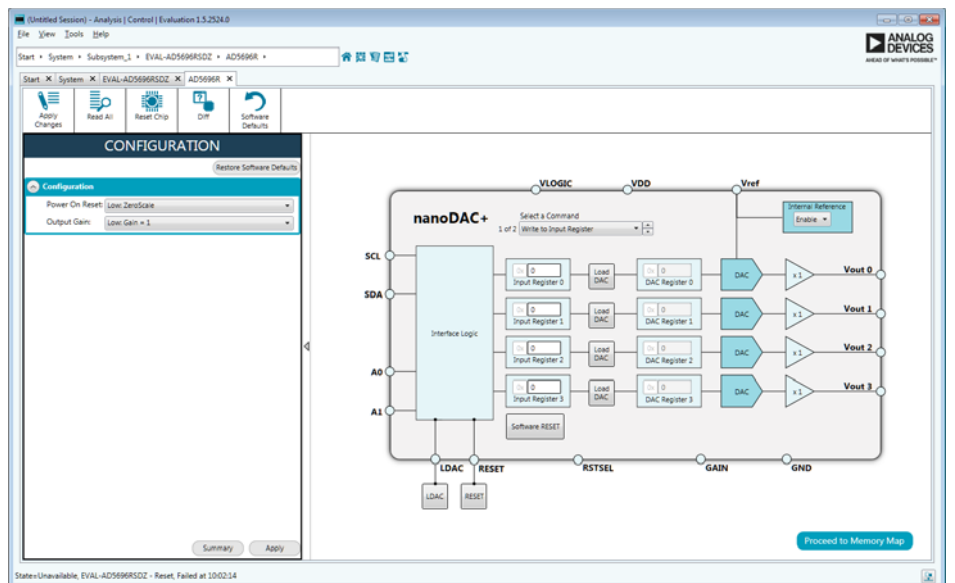 (Untitled Session) - Analysis | Control | Evaluation 1.5.2524.0
File View Tools Help
ANALOG
DEVICES
AHEAD OF WHAT'S POSSIBLE™
Start System Subsystem_1 EVAL-AD5696RSDZ AD5696R
Start X System X EVAL-AD5696RSDZ X AD5696R X
Apply Changes
Read All
Reset Chip
Diff
Software Defaults
CONFIGURATION
Restore Software Defaults
Configuration
Power On Reset: Low: ZeroScale
Output Gain: Low: Gain = 1
VLOGIC VDD Vref
nanoDAC+
Select a Command
1 of 2 Write to Input Register
Internal Reference
Enable
SCL
SDA
A0
A1
Interface Logic
0x 0 Load DAC 0x 0 DAC x1 Vout 0
Input Register 0 DAC Register 0
0x 0 Load DAC 0x 0 DAC x1 Vout 1
Input Register 1 DAC Register 1
0x 0 Load DAC 0x 0 DAC x1 Vout 2
Input Register 2 DAC Register 2
0x 0 Load DAC 0x 0 DAC x1 Vout 3
Input Register 3 DAC Register 3
Software RESET
LDAC RESET RSTSEL GAIN GND
LDAC RESET
Summary Apply
Proceed to Memory Map
State=Unavailable, EVAL-AD5696RSDZ - Reset, Failed at 10:02:14